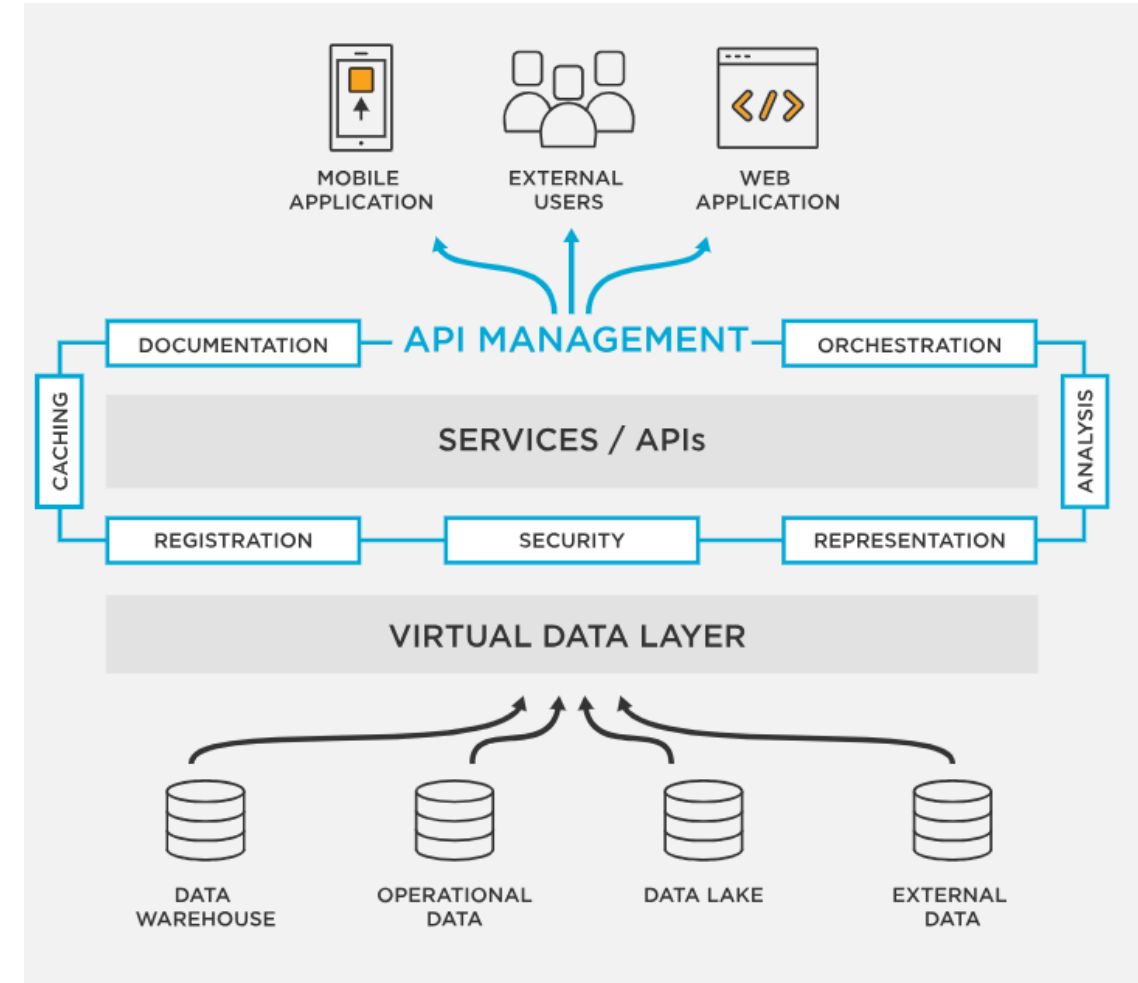 MOBILE
APPLICATION
EXTERNAL
USERS
WEB
APPLICATION
DOCUMENTATION
API MANAGEMENT
ORCHESTRATION
CACHING
SERVICES / APIs
ANALYSIS
REGISTRATION
SECURITY
REPRESENTATION
VIRTUAL DATA LAYER
DATA
WAREHOUSE
OPERATIONAL
DATA
DATA LAKE
EXTERNAL
DATA